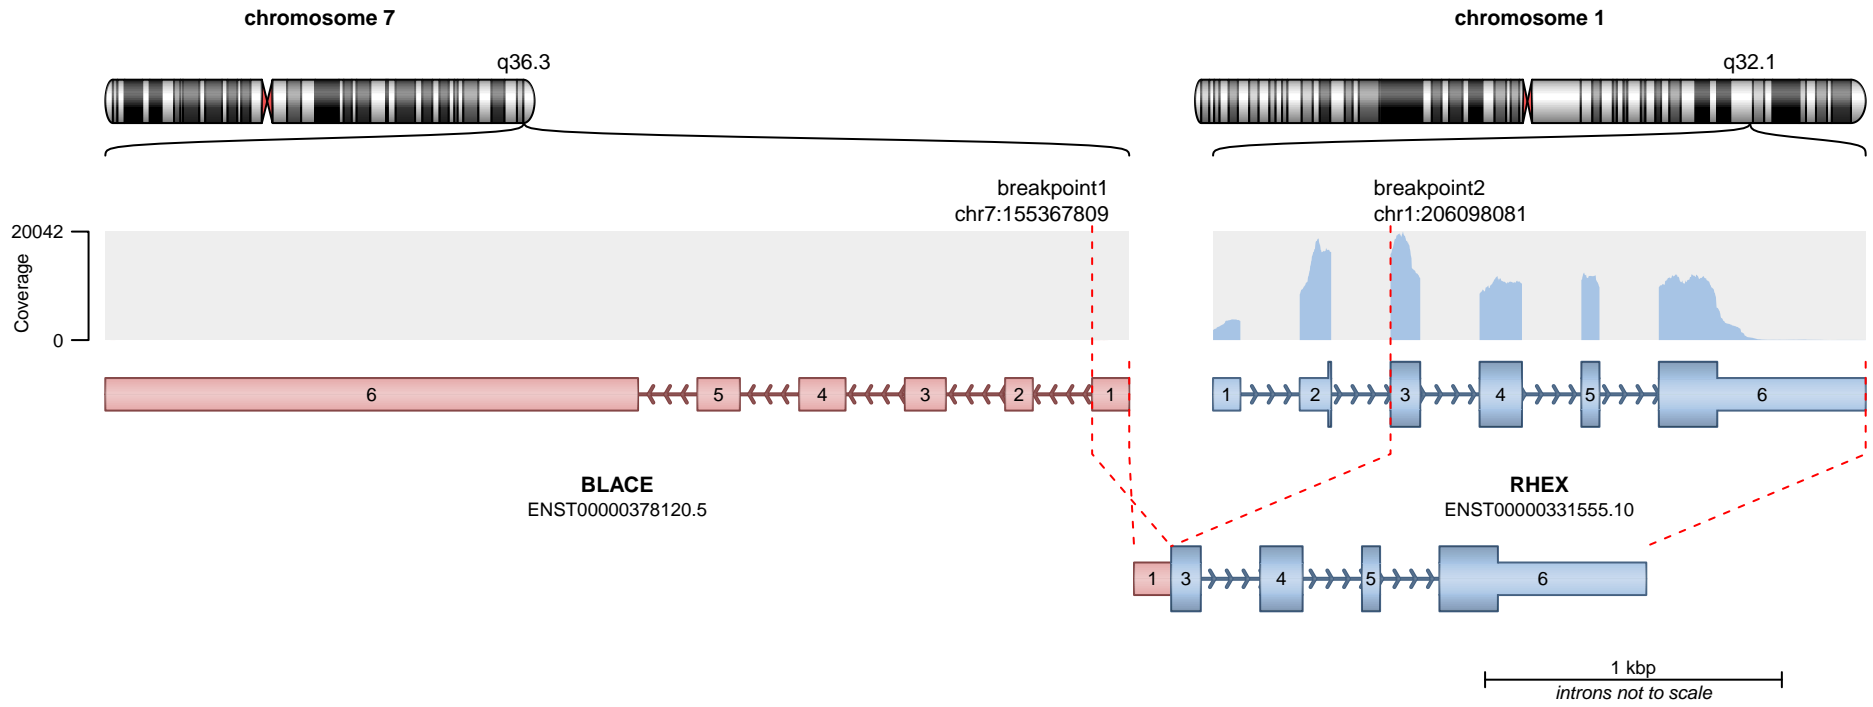 chromosome 7
chromosome 1
q36.3
q32.1
breakpoint1
chr7:155367809
breakpoint2
chr1:206098081
20042
Coverage
0
6 5 4 3 2 1
1 2 3 4 5 6
BLACE
ENST00000378120.5
RHEX
ENST00000331555.10
1 3 4 5 6
1 kbp
introns not to scale